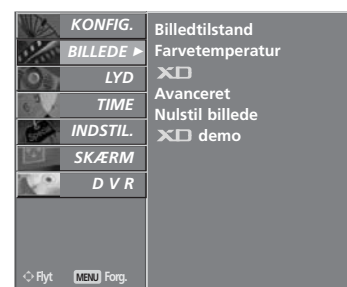 KONFIG.
BILLEDE ►
LYD
TIME
INDSTIL.
SKÆRM
D V R
Billedtilstand
Farvetemperatur
XD
Avanceret
Nulstil billede
XD demo
Flyt MENU Forg.